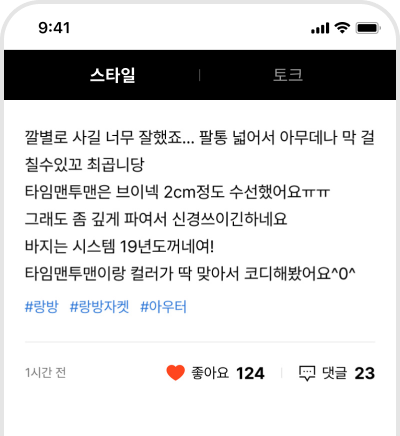 9:41
스타일 토크
깔별로 사길 너무 잘했죠... 팔통 넓어서 아무데나 막 걸
칠수있꼬 최곱니당
타임맨투맨은 브이넥 2cm정도 수선했어요ㅠㅠ
그래도 좀 깊게 파여서 신경쓰이긴하네요
바지는 시스템 19년도꺼네여!
타임맨투맨이랑 컬러가 딱 맞아서 코디해봤어요^0^
#랑방 #랑방자켓 #아우터
1시간 전 좋아요 124 댓글 23